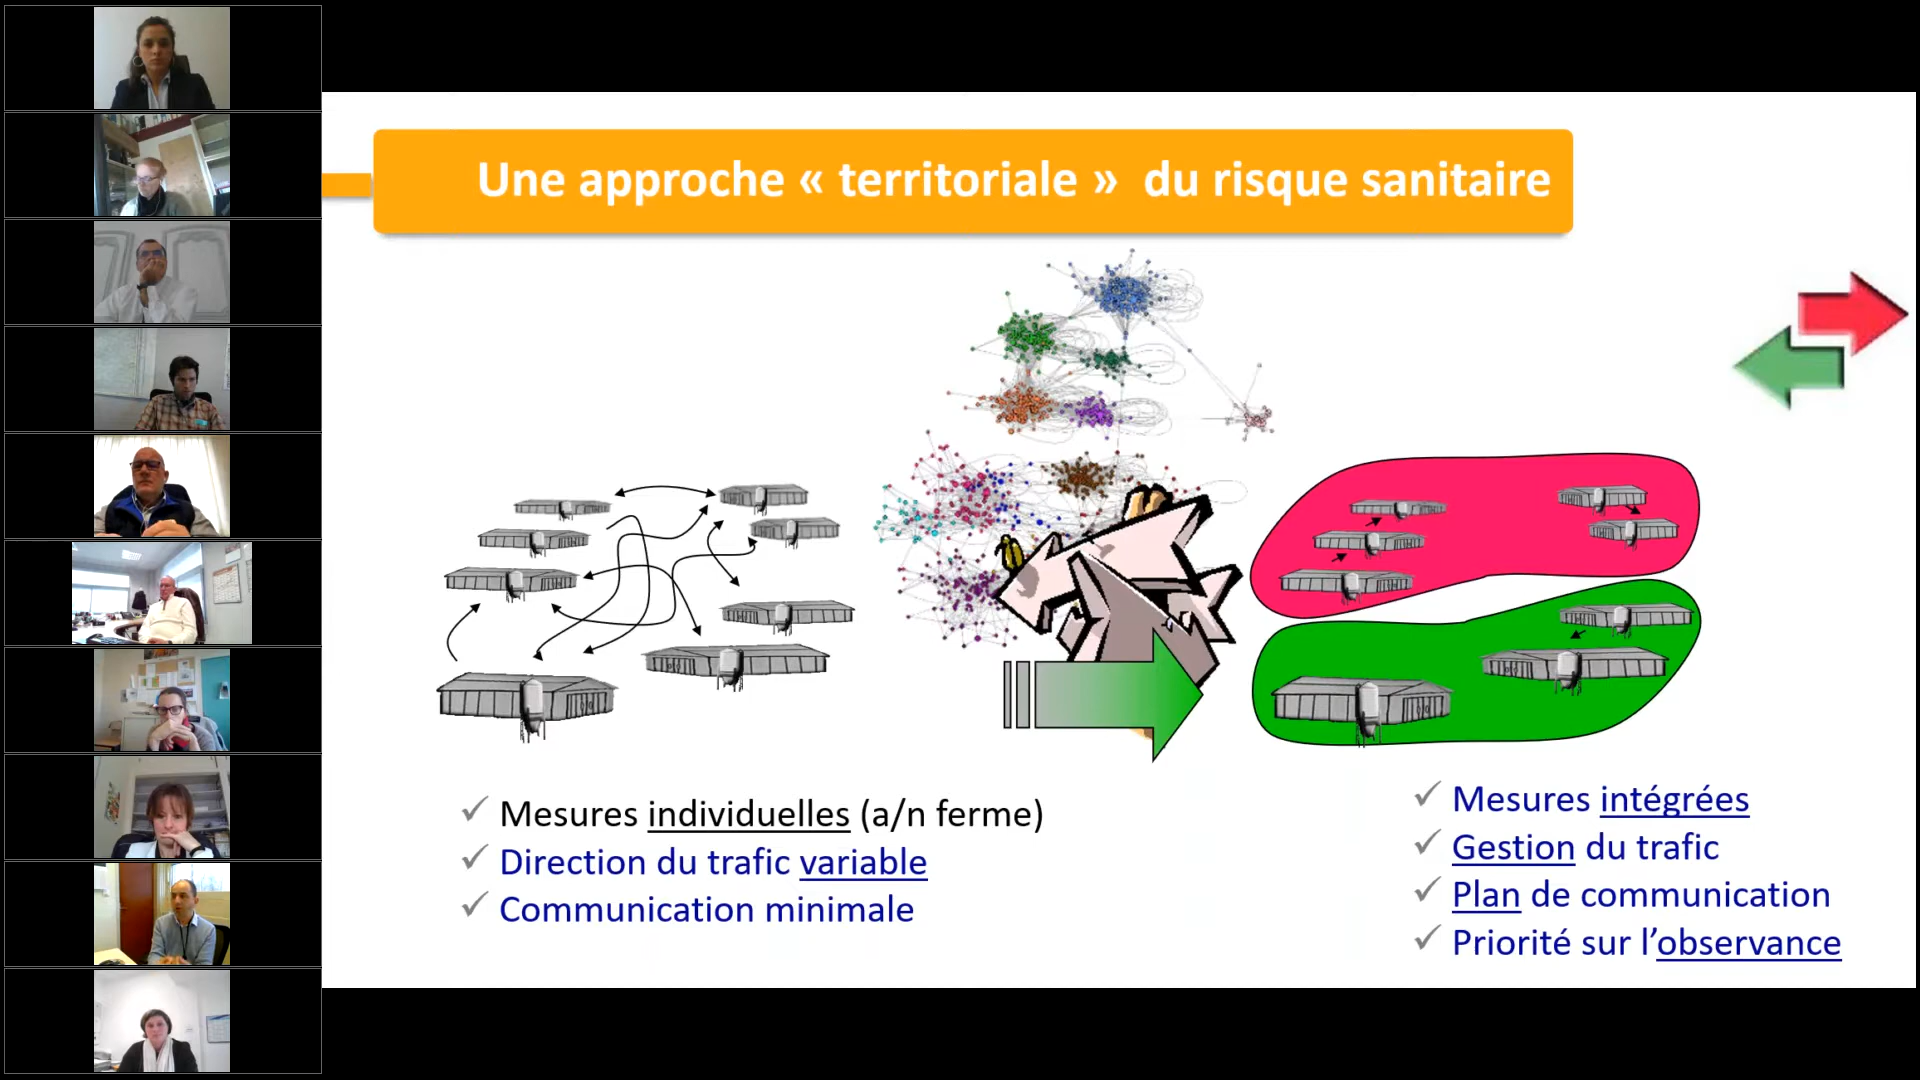 Une approche « territoriale »  du risque sanitaire
Mesures individuelles (a/n ferme)
Direction du trafic variable
Communication minimale
Mesures intégrées
Gestion du trafic
Plan de communication
Priorité sur l’observance